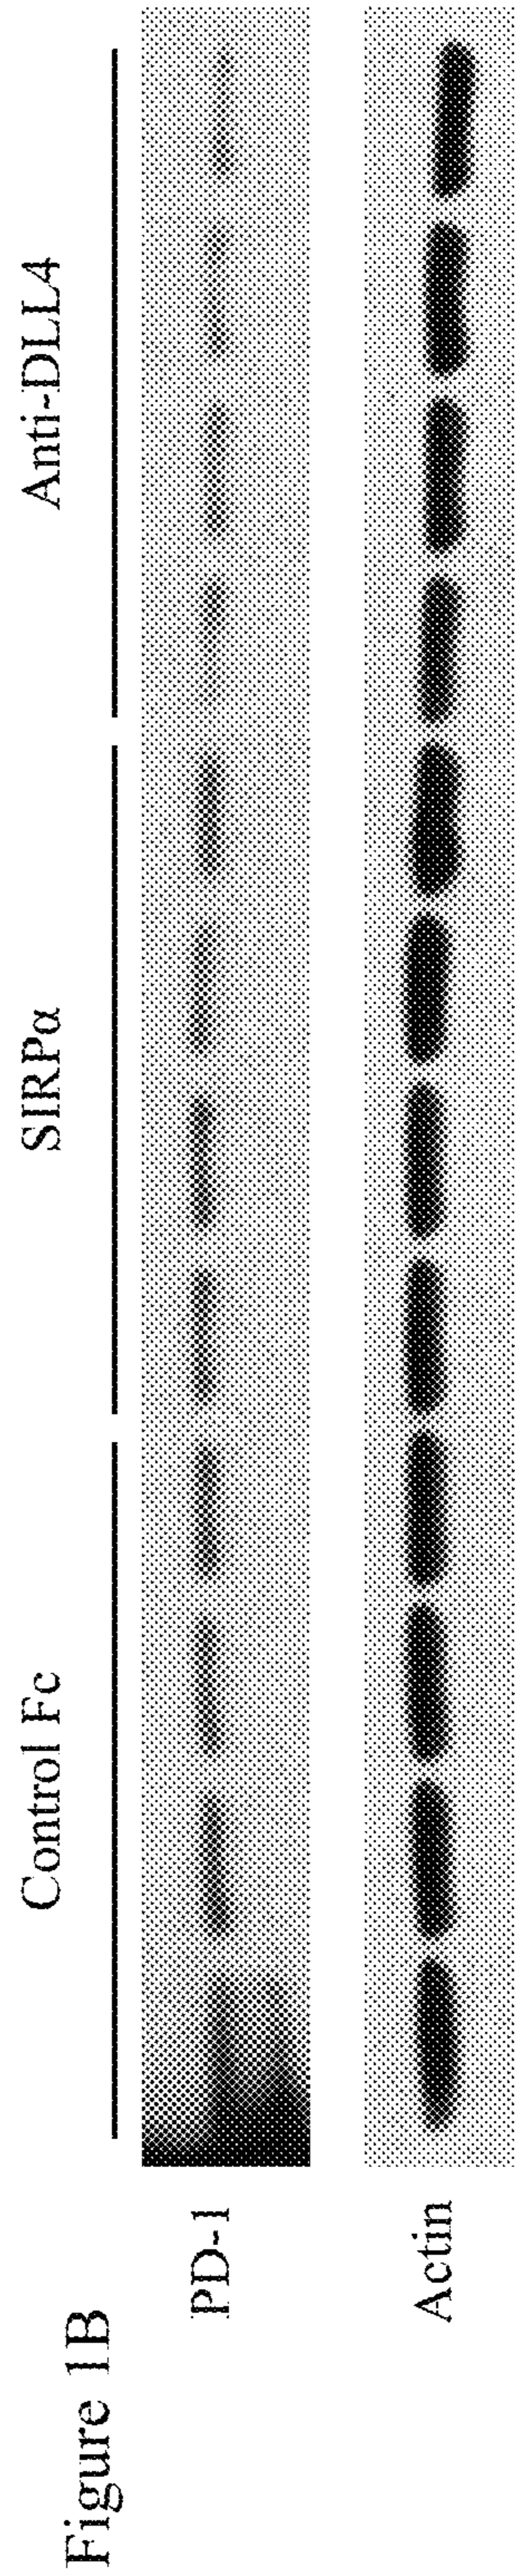 Figure 1B
Control Fc
SIRPα
Anti-DLL4
PD-1
Actin